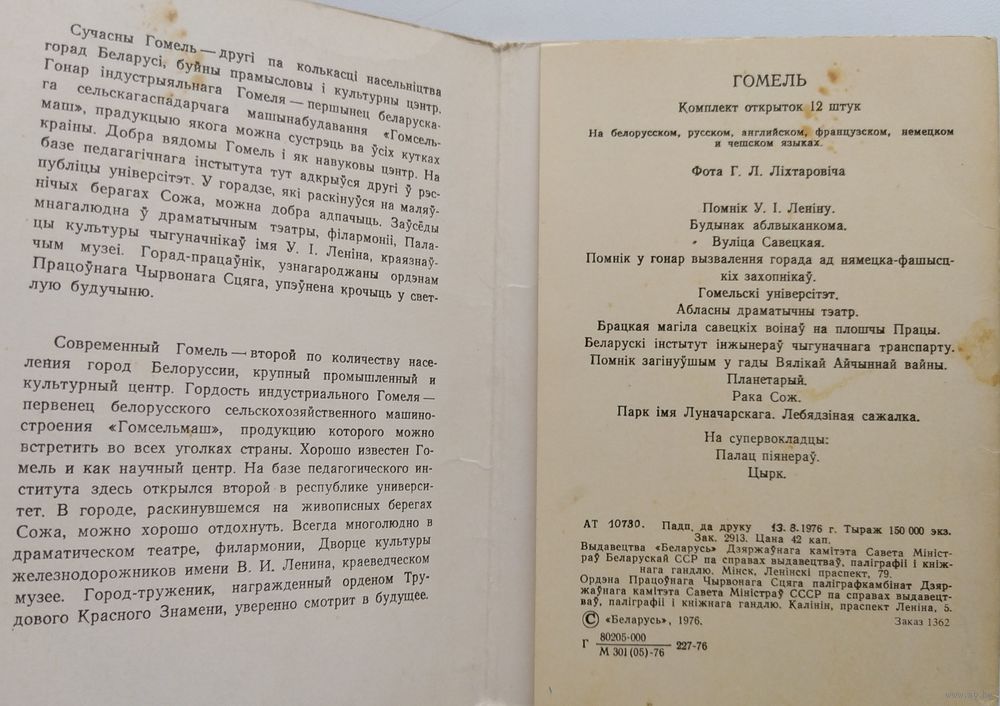 Сучасны Гомель — другі па колькасці насельніцтва
горад Беларусі, буйны прамысловы і культурны цэнтр.
Гонар індустрыяльнага Гомеля — першынец беларуска-
га сельскагаспадарчага машынабудавання «Гомсель-
маш», прадукцыю якога можна сустрэць ва ўсіх кутках
краіны. Добра вядомы Гомель і як навуковы цэнтр. На
базе педагагічнага інстытута тут адкрыўся другі ў рэс-
публіцы універсітэт. У горадзе, які раскінуўся на маляў-
нічых берагах Сожа, можна добра адпачыць. Заўсёды
мнагалюдна ў драматычным тэатры, філармоніі, Пала-
цы культуры чыгуначнікаў імя У. І. Леніна, краязнаў-
чым музеі. Горад-працаўнік, узнагароджаны ордэнам
Працоўнага Чырвонага Сцяга, упэўнена крочыць у свет-
лую будучыню.
Современный Гомель — второй по количеству насе-
ления город Белоруссии, крупный промышленный и
культурный центр. Гордость индустриального Гомеля —
первенец белорусского сельскохозяйственного машино-
строения «Гомсельмаш», продукцию которого можно
встретить во всех уголках страны. Хорошо известен Го-
мель и как научный центр. На базе педагогического ин-
ститута здесь открылся второй в республике универси-
тет. В городе, раскинувшемся на живописных берегах
Сожа, можно хорошо отдохнуть. Всегда многолюдно в
драматическом театре, филармонии, Дворце культуры
железнодорожников имени В. И. Ленина, краеведческом
музее. Город-труженик, награжденный орденом Тру-
дового Красного Знамени, уверенно смотрит в будущее.
ГОМЕЛЬ
Комплект открыток 12 штук
На белорусском, русском, английском, французском, немецком
и чешском языках.
Фота Г. Л. Ліхтаровіча
Помнік У. І. Леніну.
Будынак аблвыканкома.
Вуліца Савецкая.
Помнік у гонар вызвалення горада ад нямецка-фашысц-
кіх захопнікаў.
Гомельскі універсітэт.
Абласны драматычны тэатр.
Брацкая магіла савецкіх воінаў на плошчы Працы.
Беларускі інстытут інжынераў чыгуначнага транспарту.
Помнік загінуўшым у гады Вялікай Айчыннай вайны.
Планетарый.
Рака Сож.
Парк імя Луначарскага. Лебядзіная сажалка.
На супервокладцы:
Палац піянераў.
Цырк.
АТ 10730. Падп. да друку 13.8.1976 г. Тыраж 150 000 экз.
Зак. 2913. Цана 42 кап.
Выдавецтва «Беларусь» Дзяржаўнага камітэта Савета Мініст-
раў Беларускай ССР па справах выдавецтваў, паліграфіі і кніж-
нага гандлю. Мінск, Ленінскі праспект, 79.
Ордэна Працоўнага Чырвонага Сцяга паліграфкамбінат Дзяр-
жаўнага камітэта Савета Міністраў СССР па справах выдавецт-
ваў, паліграфіі і кніжнага гандлю. Калінін, праспект Леніна, 5.
© «Беларусь», 1976. Заказ 1362
Г 80205-000 227-76
М 301(05)-76